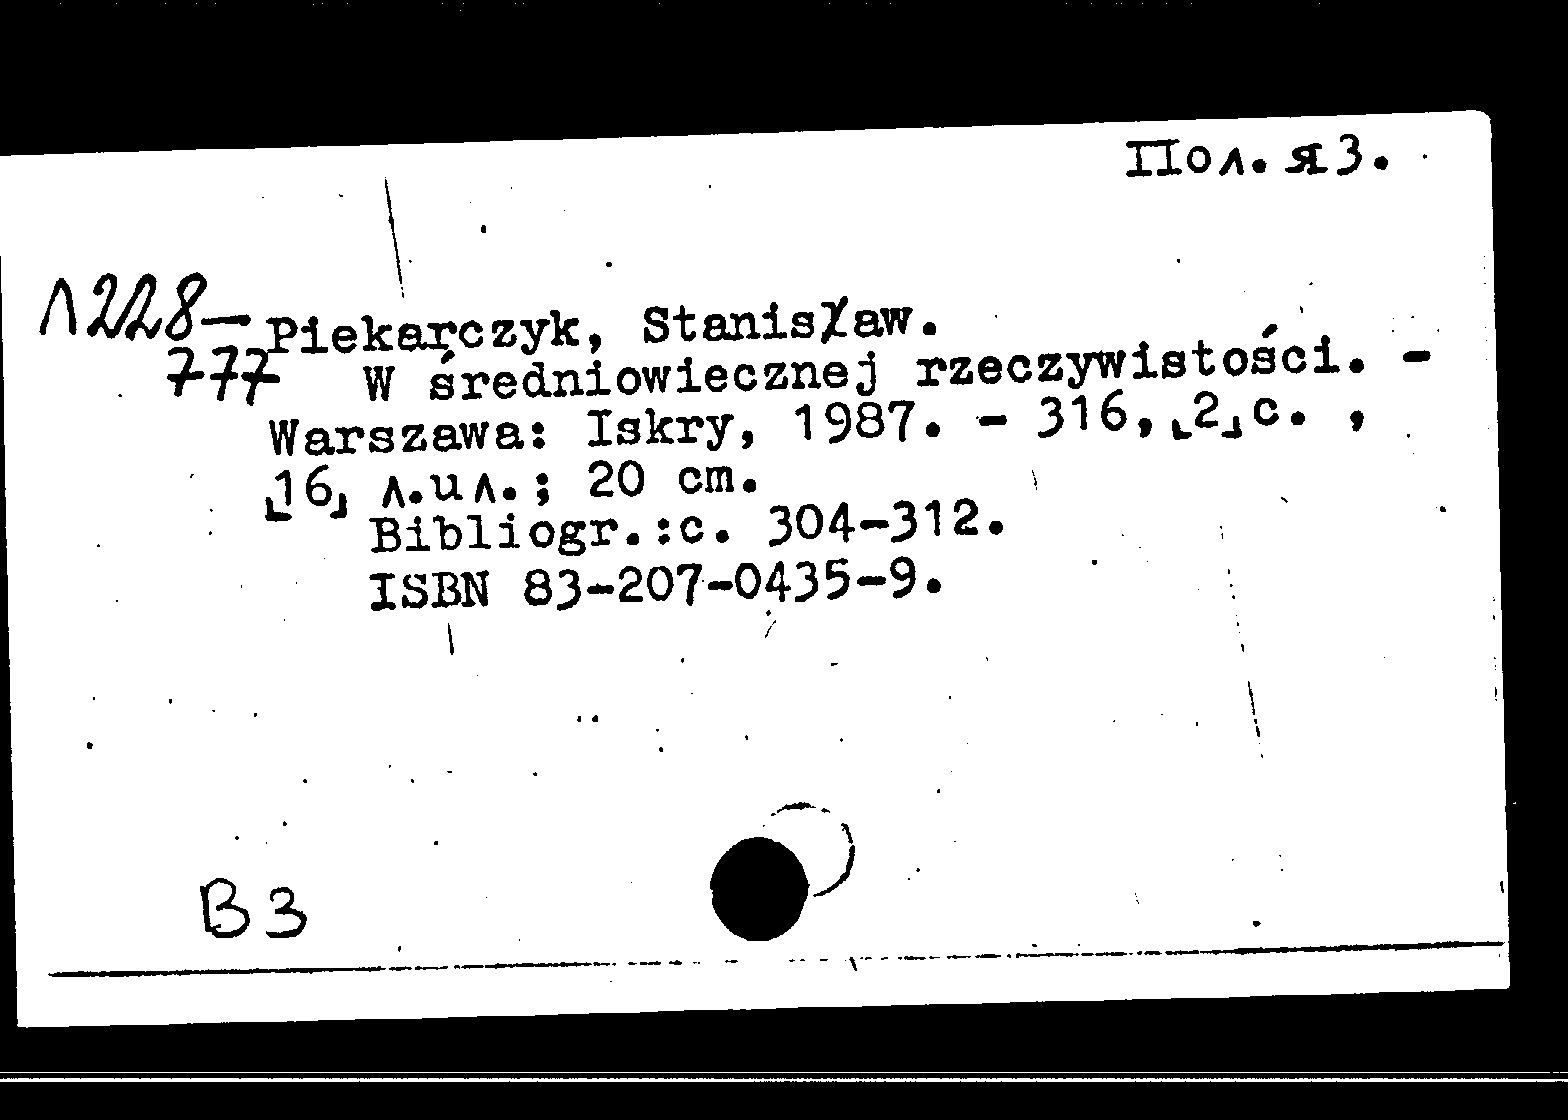 Пол.яз.
Л228-
777
Piekarczyk, Stanisław.
W średniowiecznej rzeczywistości. -
Warszawa: Iskry, 1987. - 316, [2] с. ,
[16] л.ил.; 20 cm.
Bibliogr.:с. 304-312.
ISBN 83-207-0435-9.
В3